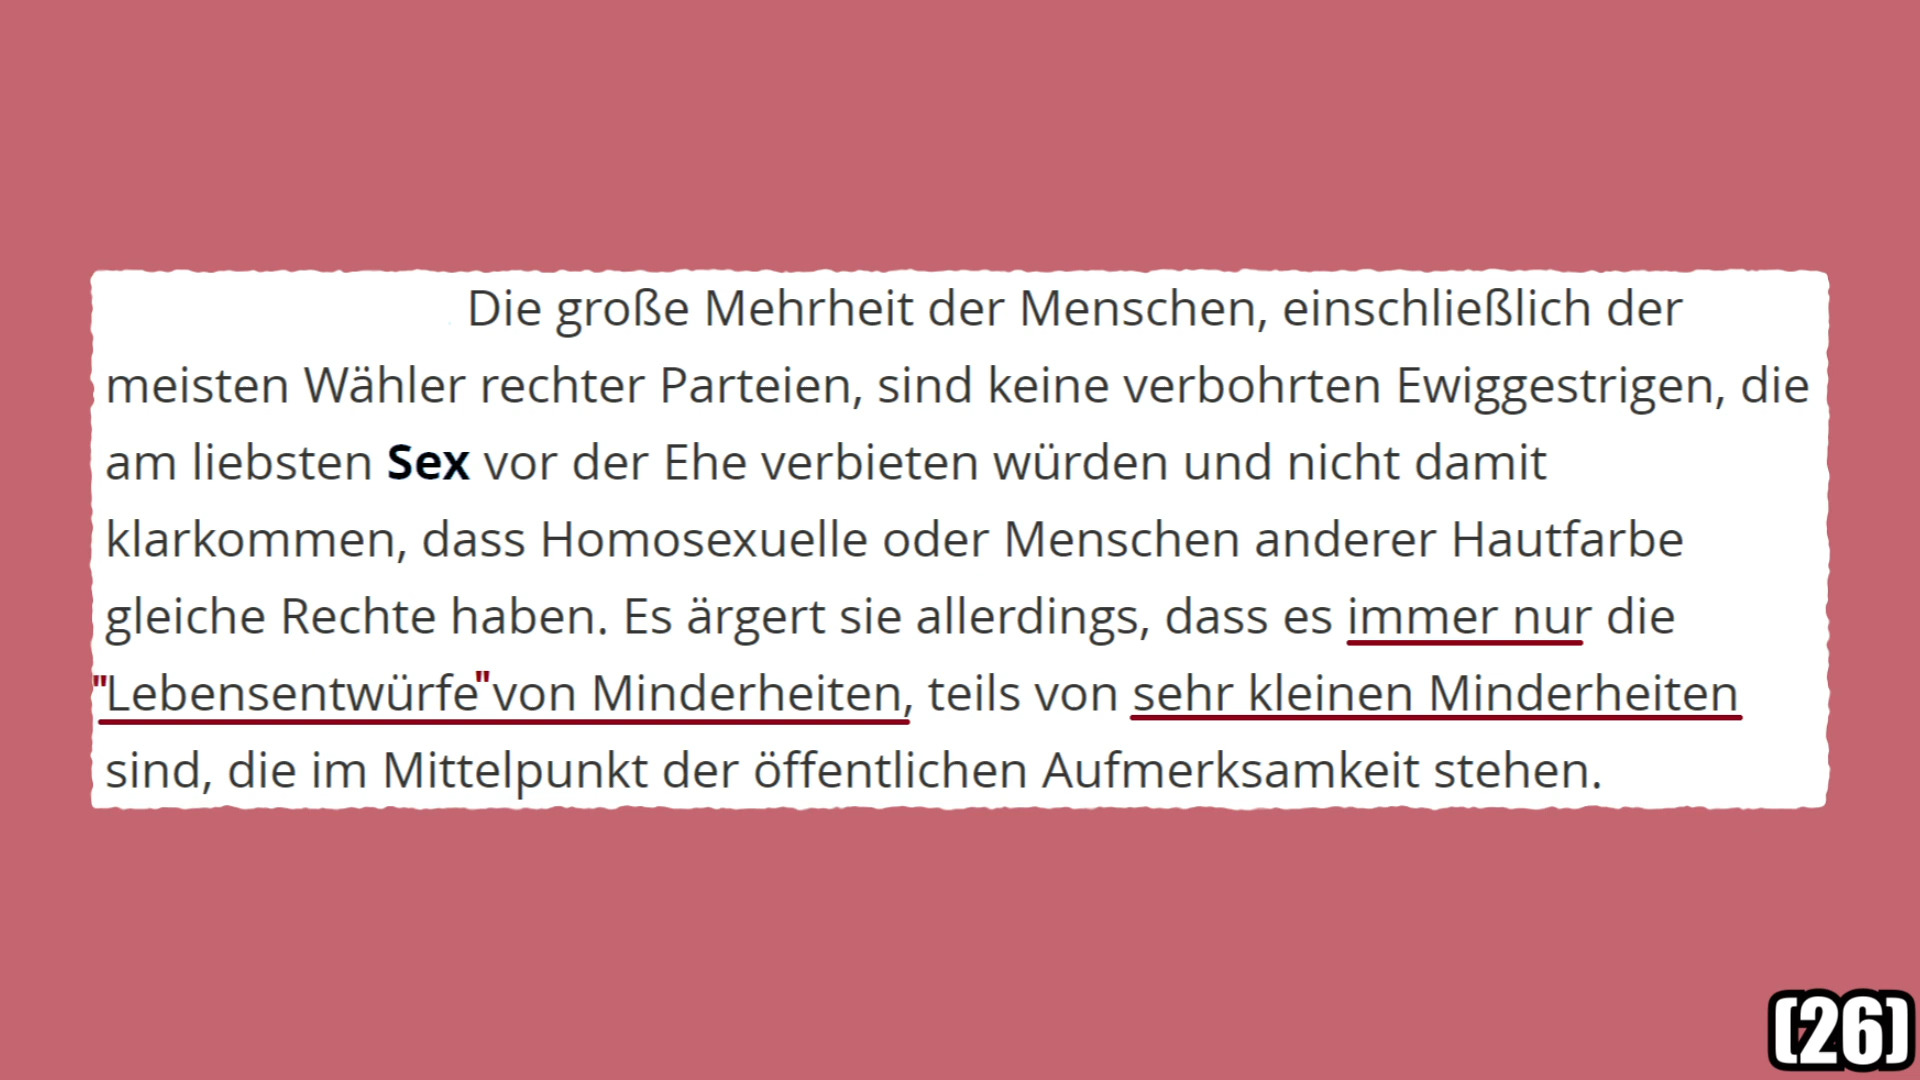 Die große Mehrheit der Menschen, einschließlich der
meisten Wähler rechter Parteien, sind keine verbohrten Ewiggestrigen, die
am liebsten Sex vor der Ehe verbieten würden und nicht damit
klarkommen, dass Homosexuelle oder Menschen anderer Hautfarbe
gleiche Rechte haben. Es ärgert sie allerdings, dass es immer nur die
"Lebensentwürfe" von Minderheiten, teils von sehr kleinen Minderheiten
sind, die im Mittelpunkt der öffentlichen Aufmerksamkeit stehen.
(26)